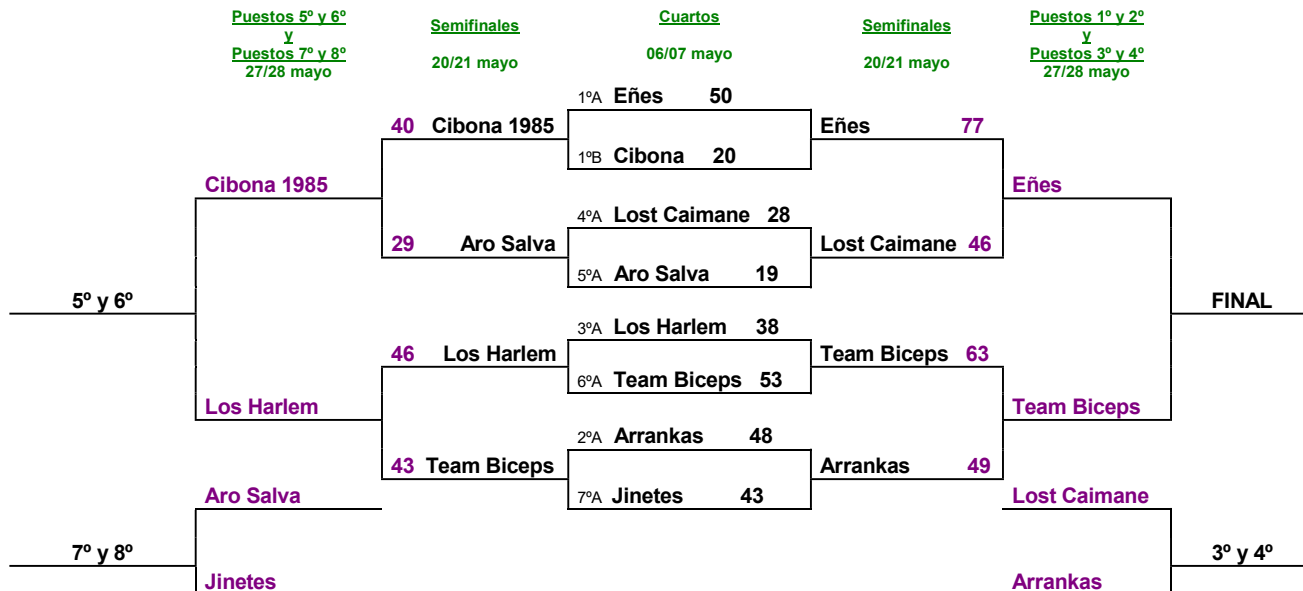 Puestos 5º y 6º
y
Puestos 7º y 8º
27/28 mayo
Semifinales
20/21 mayo
Cuartos
06/07 mayo
Semifinales
20/21 mayo
Puestos 1º y 2º
y
Puestos 3º y 4º
27/28 mayo
1ºA Eñes 50
40 Cibona 1985
Eñes 77
1ºB Cibona 20
Cibona 1985
Eñes
4ºA Lost Caimane 28
29 Aro Salva
Lost Caimane 46
5ºA Aro Salva 19
5º y 6º
FINAL
3ºA Los Harlem 38
46 Los Harlem
Team Biceps 63
6ºA Team Biceps 53
Los Harlem
Team Biceps
2ºA Arrankas 48
43 Team Biceps
Arrankas 49
7ºA Jinetes 43
Aro Salva
Lost Caimane
7º y 8º
3º y 4º
Jinetes
Arrankas